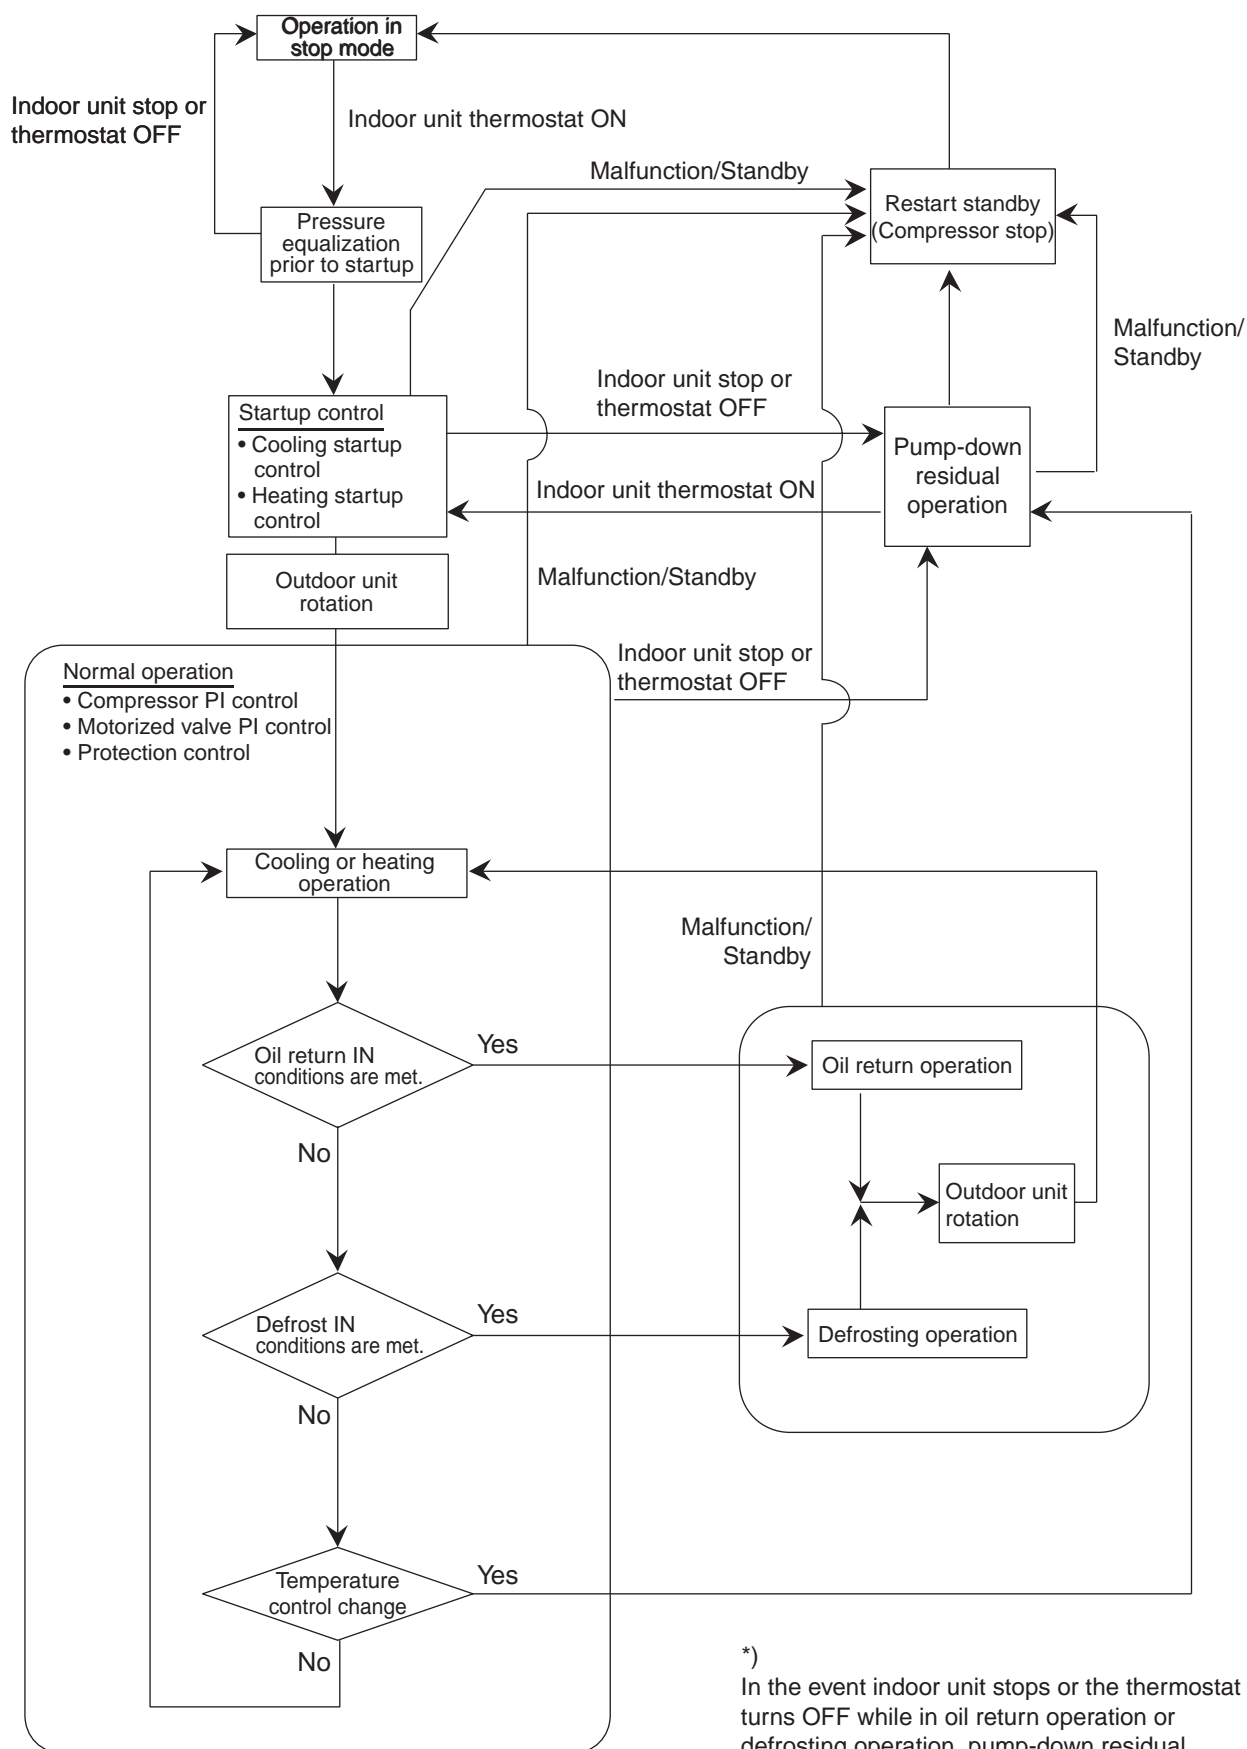 Operation in
stop mode
Indoor unit stop or
thermostat OFF
Indoor unit thermostat ON
Malfunction/Standby
Restart standby
(Compressor stop)
Pressure
equalization
prior to startup
Malfunction/
Standby
Indoor unit stop or
thermostat OFF
Startup control
• Cooling startup
control
• Heating startup
control
Pump-down
residual
operation
Indoor unit thermostat ON
Outdoor unit
rotation
Malfunction/Standby
Indoor unit stop or
thermostat OFF
Normal operation
• Compressor PI control
• Motorized valve PI control
• Protection control
Cooling or heating
operation
Malfunction/
Standby
Oil return IN
conditions are met.
Yes
Oil return operation
No
Outdoor unit
rotation
Defrost IN
conditions are met.
Yes
Defrosting operation
No
Temperature
control change
Yes
No
*)
In the event indoor unit stops or the thermostat
turns OFF while in oil return operation or
defrosting operation, pump-down residual